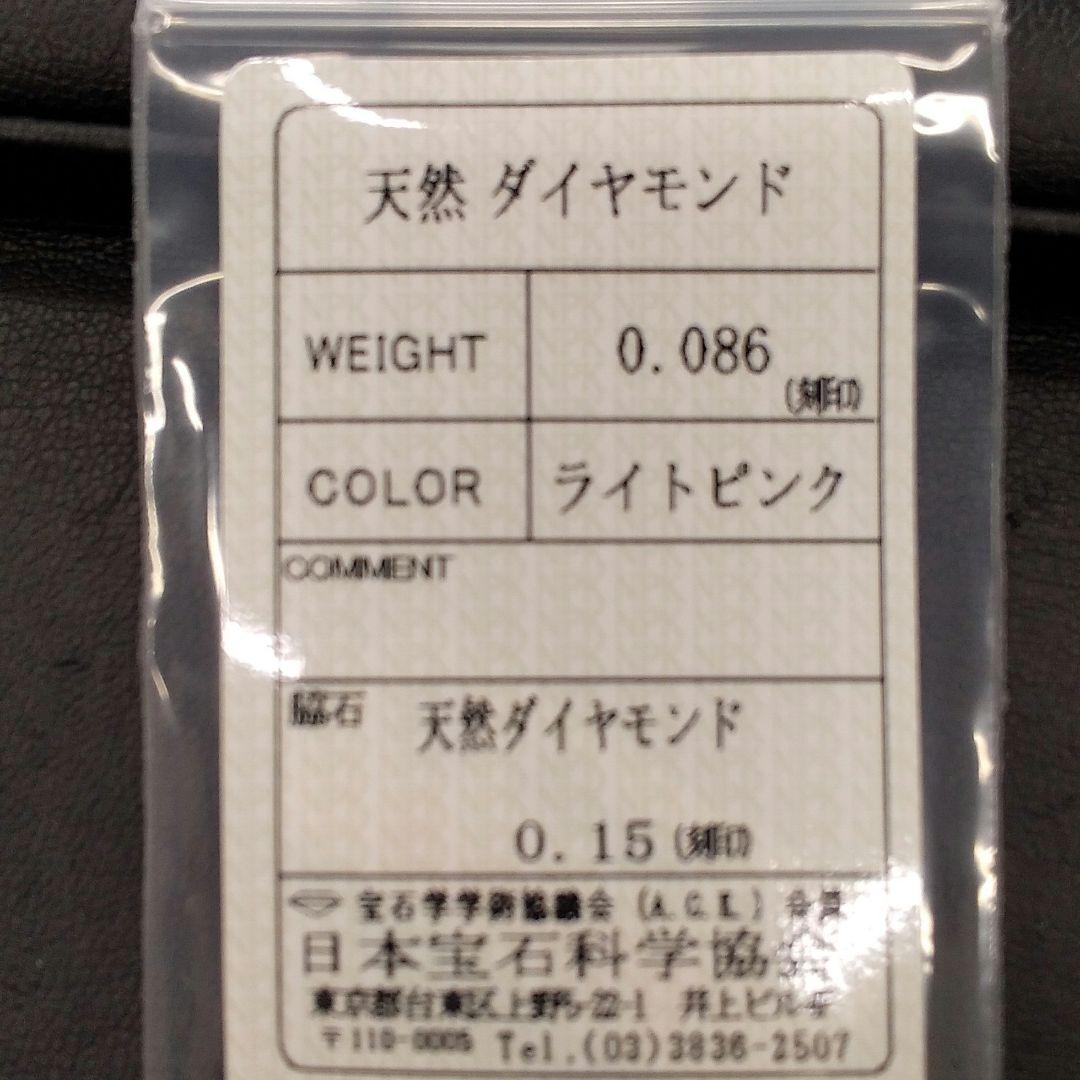 天然 ダイヤモンド
WEIGHT 0.086 (刻印)
COLOR ライトピンク
COMMENT
脇石 天然ダイヤモンド
0.15 (刻印)
宝石学学術協議会 会員
日本宝石科学協会
東京都台東区上野5-22-1 井上ビル
〒110-0005 Tel.(03)3836-2507